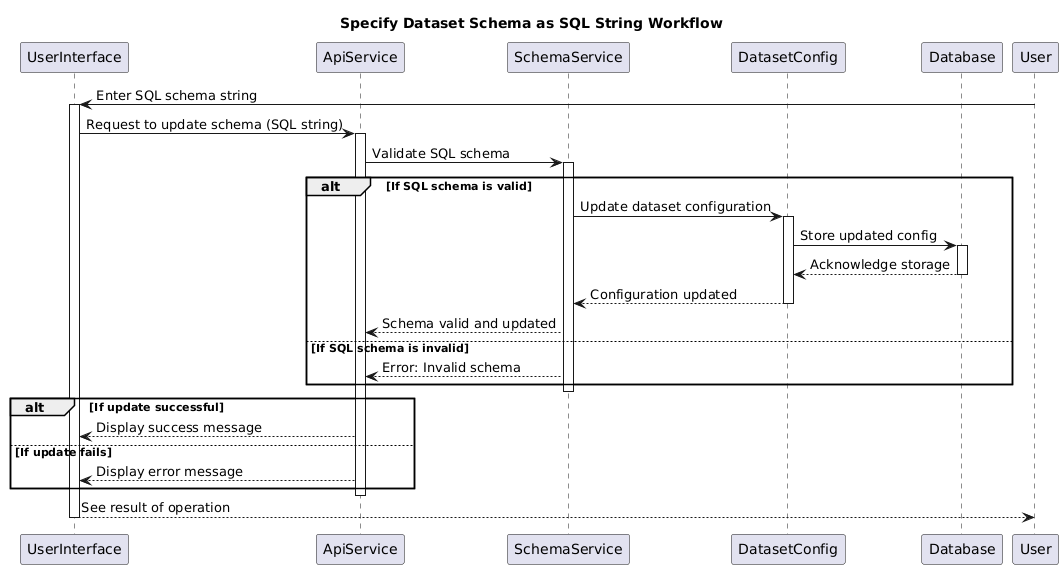 Specify Dataset Schema as SQL String Workflow
UserInterface
ApiService
SchemaService
DatasetConfig
Database
User
Enter SQL schema string
Request to update schema (SQL string)
Validate SQL schema
alt
[If SQL schema is valid]
Update dataset configuration
Store updated config
Acknowledge storage
Configuration updated
Schema valid and updated
[If SQL schema is invalid]
Error: Invalid schema
alt
[If update successful]
Display success message
[If update fails]
Display error message
See result of operation
UserInterface
ApiService
SchemaService
DatasetConfig
Database
User